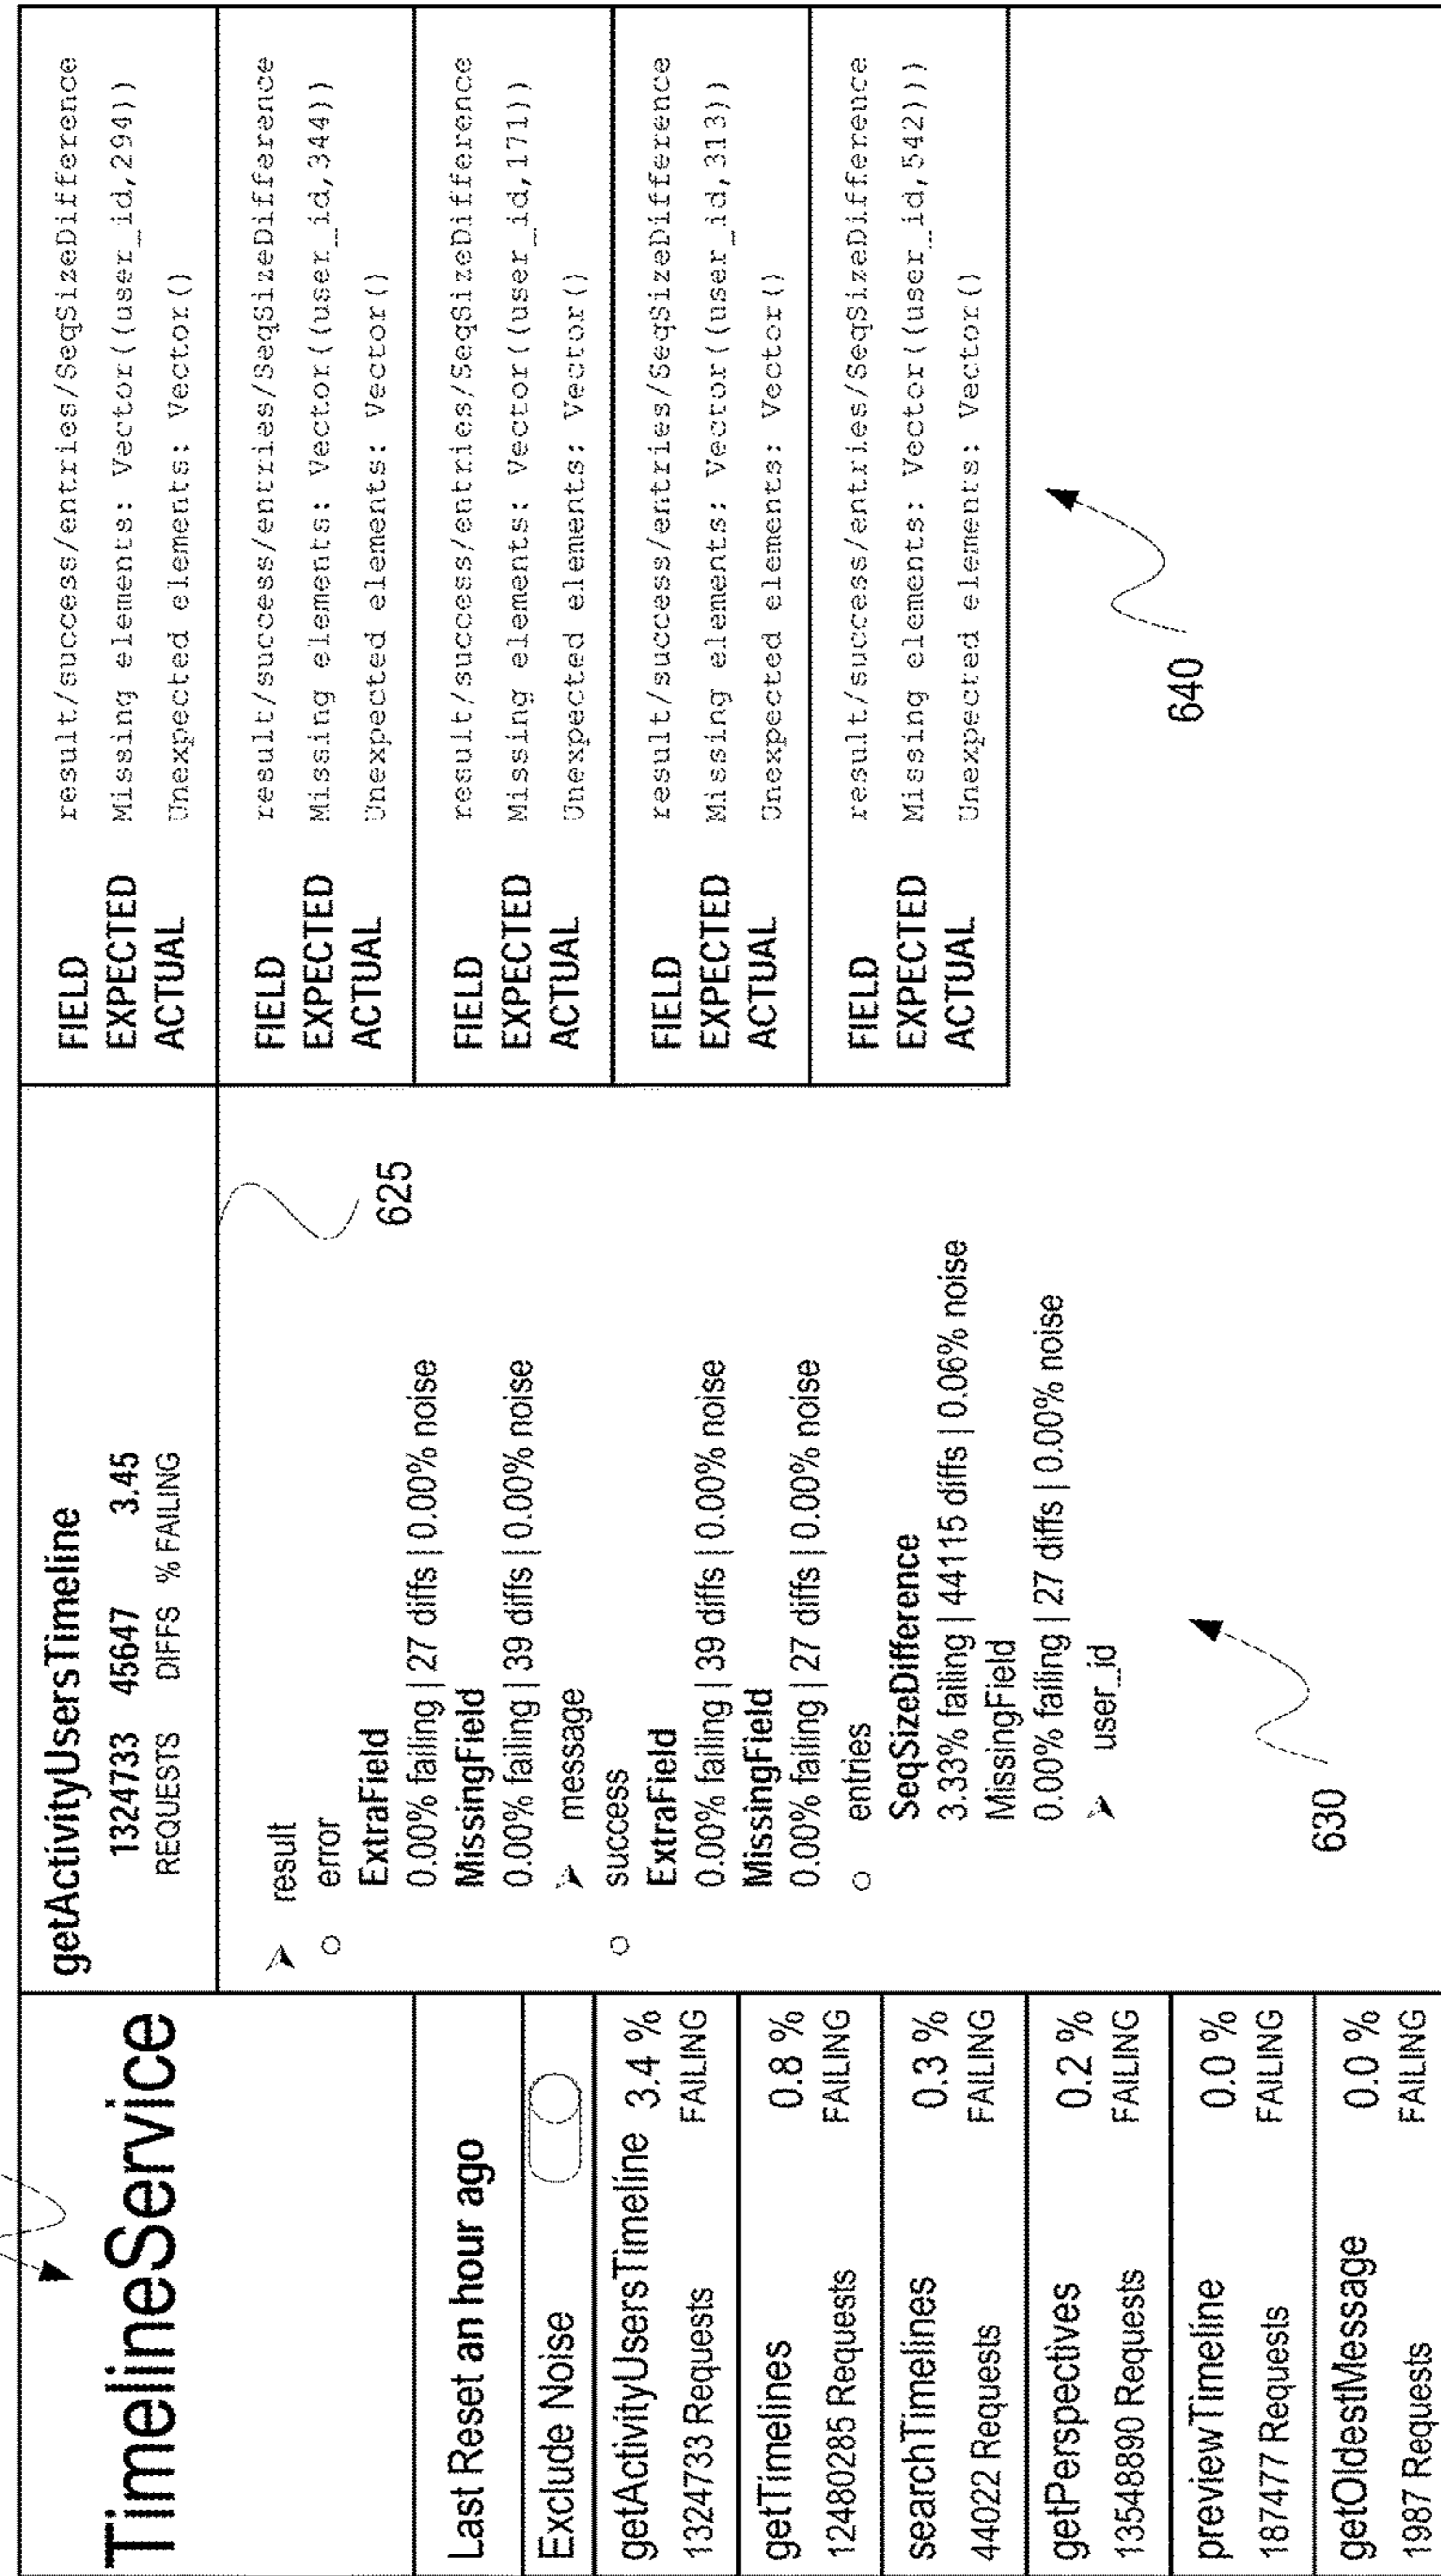 TimelineService
Last Reset an hour ago
Exclude Noise
getActivityUsersTimeline 3.4 %
1324733 Requests FAILING
getTimelines 0.8 %
12480285 Requests FAILING
searchTimelines 0.3 %
44022 Requests FAILING
getPerspectives 0.2 %
13548890 Requests FAILING
previewTimeline 0.0 %
187477 Requests FAILING
getOldestMessage 0.0 %
1987 Requests FAILING
getActivityUsersTimeline
1324733 45647 3.45
REQUESTS DIFFS % FAILING
625
result
error
ExtraField
0.00% failing | 27 diffs | 0.00% noise
MissingField
0.00% failing | 39 diffs | 0.00% noise
message
success
ExtraField
0.00% failing | 39 diffs | 0.00% noise
MissingField
0.00% failing | 27 diffs | 0.00% noise
entries
SeqSizeDifference
3.33% failing | 44115 diffs | 0.06% noise
MissingField
0.00% failing | 27 diffs | 0.00% noise
user_id
630
FIELD result/success/entries/SeqSizeDifference
EXPECTED Missing elements: Vector((user_id,294))
ACTUAL Unexpected elements: Vector()
FIELD result/success/entries/SeqSizeDifference
EXPECTED Missing elements: Vector((user_id,344))
ACTUAL Unexpected elements: Vector()
FIELD result/success/entries/SeqSizeDifference
EXPECTED Missing elements: Vector((user_id,171))
ACTUAL Unexpected elements: Vector()
FIELD result/success/entries/SeqSizeDifference
EXPECTED Missing elements: Vector((user_id,313))
ACTUAL Unexpected elements: Vector()
FIELD result/success/entries/SeqSizeDifference
EXPECTED Missing elements: Vector((user_id,542)))
ACTUAL Unexpected elements: Vector()
640